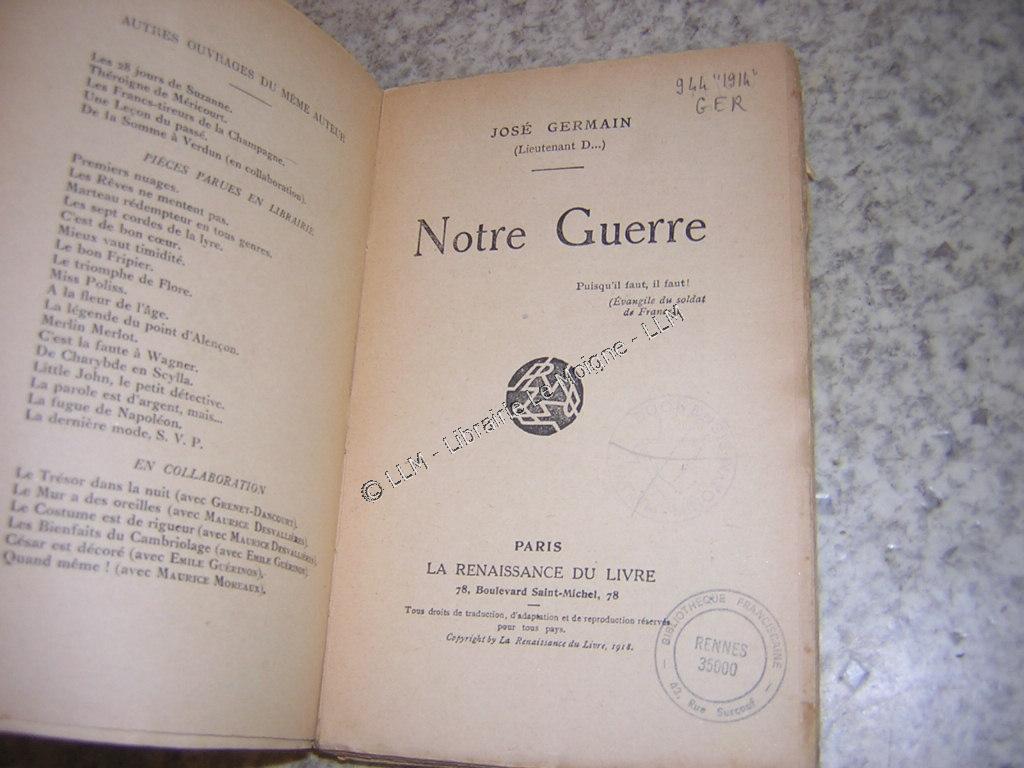 AUTRES OUVRAGES DU MÊME AUTEUR
Les 28 jours de Suzanne.
Théroigne de Méricourt.
Les Francs-tireurs de la Champagne.
Une Leçon du passé.
De la Somme à Verdun (en collaboration).
PIÈCES PARUES EN LIBRAIRIE
Premiers nuages.
Les Rêves ne mentent pas.
Marteau rédempteur en tous genres.
Les sept cordes de la lyre.
C'est de bon cœur.
Mieux vaut timidité.
Le bon Fripier.
Le triomphe de Flore.
Miss Poliss.
A la fleur de l'âge.
La légende du point d'Alençon.
Merlin Merlot.
C'est la faute à Wagner.
De Charybde en Scylla.
Little John, le petit détective.
La parole est d'argent, mais...
La fugue de Napoléon.
La dernière mode, S. V. P.
EN COLLABORATION
Le Trésor dans la nuit (avec GRENET-DANCOURT).
Le Mur a des oreilles (avec MAURICE DESVALLIÈRES).
Le Costume est de rigueur (avec MAURICE DESVALLIÈRES).
Les Bienfaits du Cambriolage (avec EMILE GUÉRINON).
César est décoré (avec EMILE GUÉRINON).
Quand même ! (avec MAURICE MOREAUX).
944 "1914"
GER
JOSÉ GERMAIN
(Lieutenant D...)
Notre Guerre
Puisqu'il faut, il faut!
(Évangile du soldat
de France)
© LLM - Librairie Le Moigne - LLM
PARIS
LA RENAISSANCE DU LIVRE
78, Boulevard Saint-Michel, 78
Tous droits de traduction, d'adaptation et de reproduction réservés
pour tous pays.
Copyright by La Renaissance du Livre, 1918.
BIBLIOTHEQUE FRANCISCAINE
RENNES
35000
42, Rue Surcouf